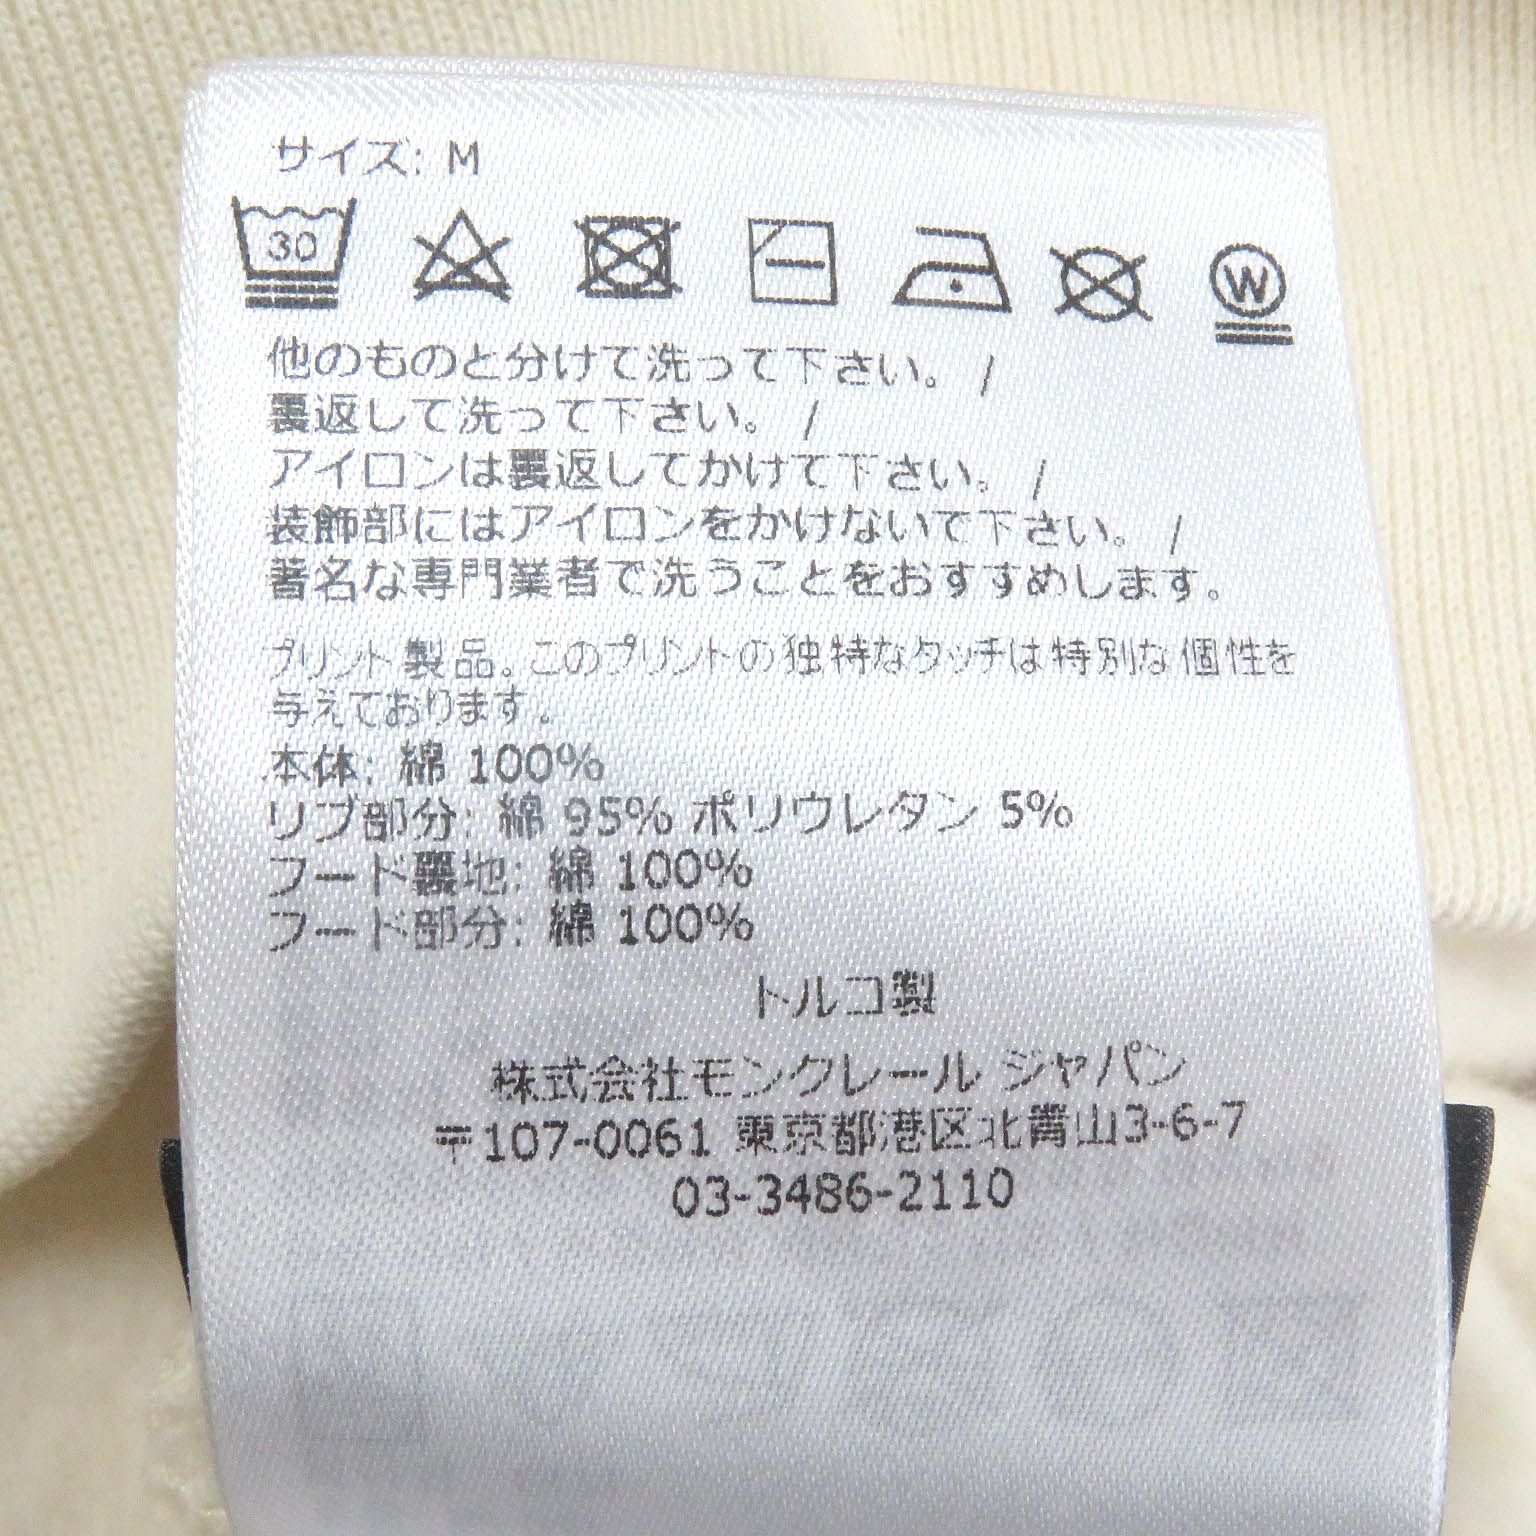 サイズ: M
30
W
他のものと分けて洗って下さい。 /
裏返して洗って下さい。 /
アイロンは裏返してかけて下さい。 /
装飾部にはアイロンをかけないで下さい。 /
著名な専門業者で洗うことをおすすめします。
プリント製品。このプリントの独特なタッチは特別な個性を
与えております。
本体: 綿 100%
リブ部分: 綿 95% ポリウレタン 5%
フード裏地: 綿 100%
フード部分: 綿 100%
トルコ製
株式会社モンクレール ジャパン
〒107-0061 東京都港区北青山3-6-7
03-3486-2110